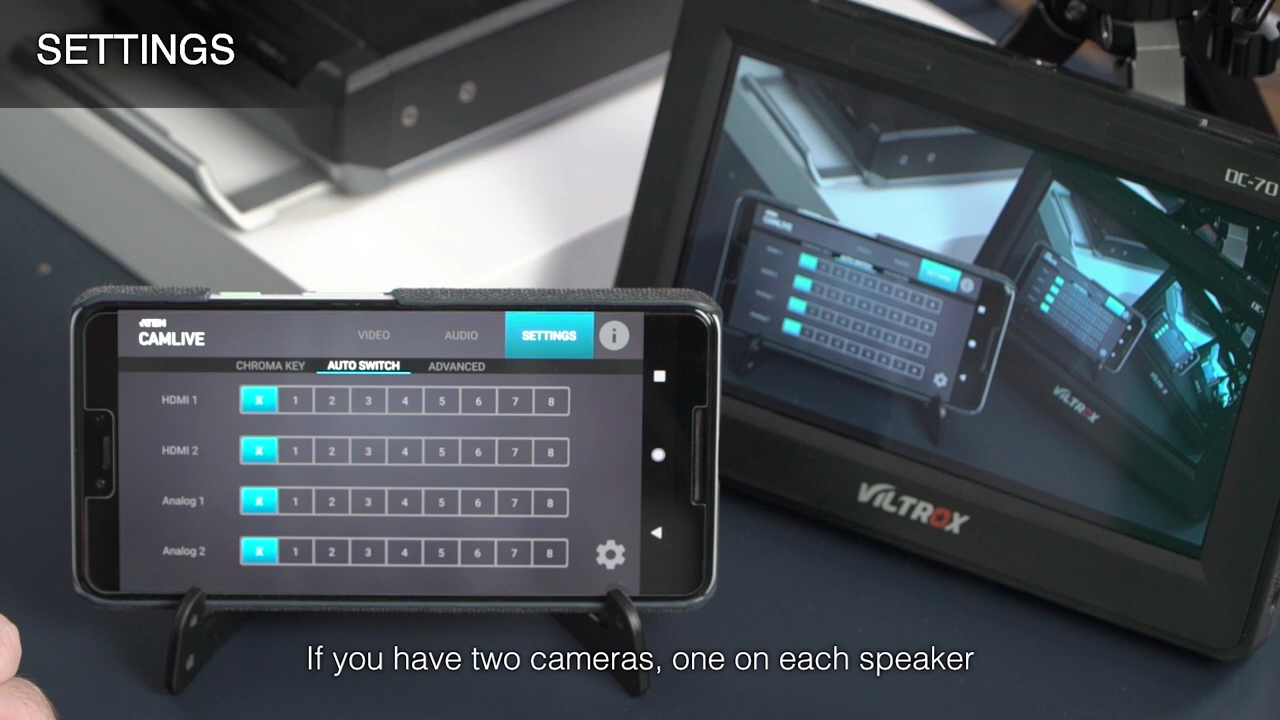 SETTINGS
ATEN
CAMLIVE
VIDEO
AUDIO
SETTINGS
i
CHROMA KEY
AUTO SWITCH
ADVANCED
HDMI 1
X 1 2 3 4 5 6 7 8
HDMI 2
X 1 2 3 4 5 6 7 8
Analog 1
X 1 2 3 4 5 6 7 8
Analog 2
X 1 2 3 4 5 6 7 8
DC-70
CAMLIVE
SETTINGS
VILTROX
VILTROX
If you have two cameras, one on each speaker